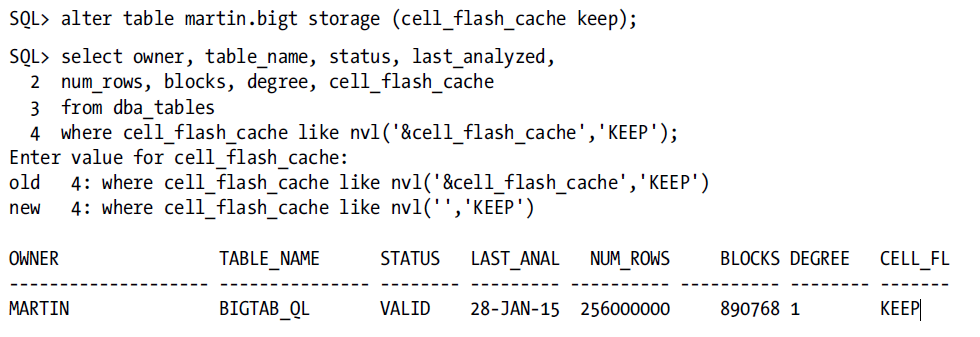 SQL> alter table martin.bigt storage (cell_flash_cache keep);
SQL> select owner, table_name, status, last_analyzed,
  2  num_rows, blocks, degree, cell_flash_cache
  3  from dba_tables
  4  where cell_flash_cache like nvl('&cell_flash_cache','KEEP');
Enter value for cell_flash_cache:
old   4: where cell_flash_cache like nvl('&cell_flash_cache','KEEP')
new   4: where cell_flash_cache like nvl('','KEEP')
OWNER                TABLE_NAME      STATUS   LAST_ANAL   NUM_ROWS     BLOCKS DEGREE   CELL_FL
-------------------- --------------- -------- --------- ---------- ---------- -------- -------
MARTIN               BIGTAB_QL       VALID    28-JAN-15  256000000     890768 1        KEEP